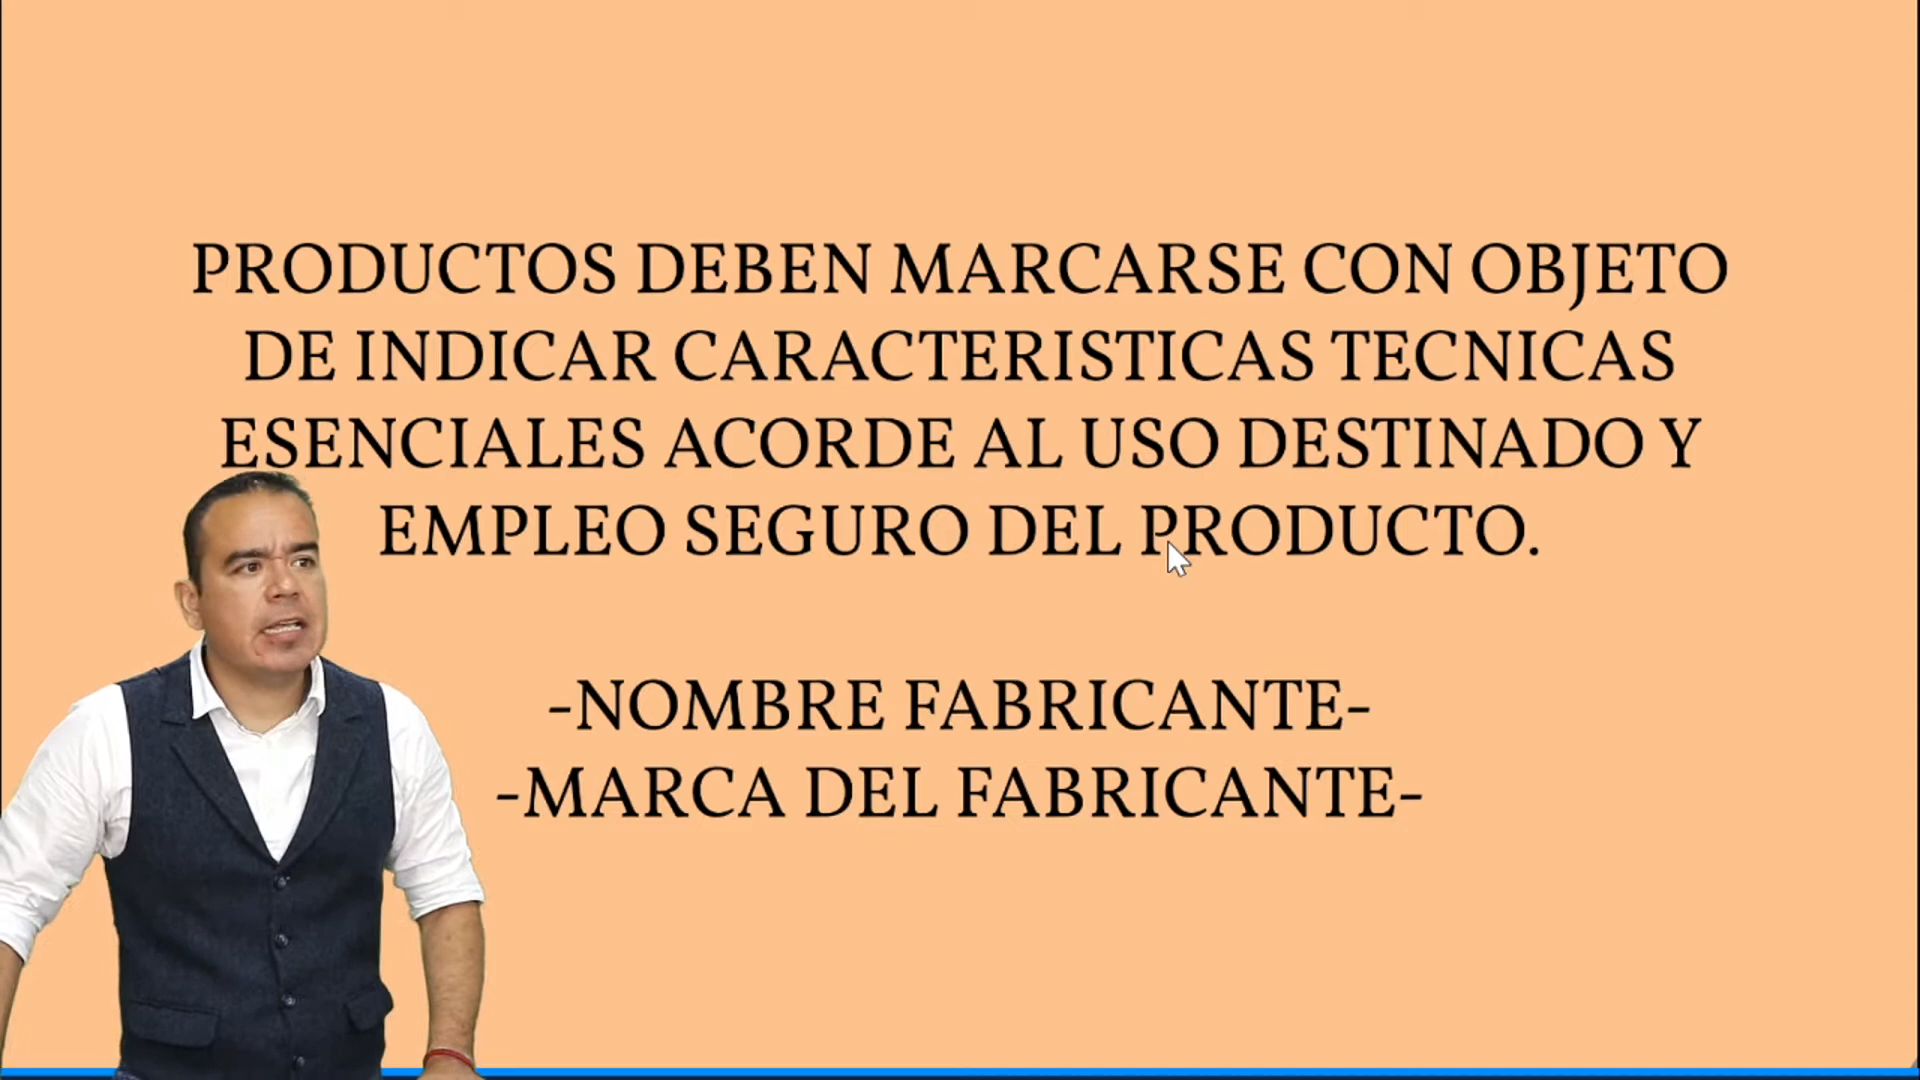 PRODUCTOS DEBEN MARCARSE CON OBJETO
DE INDICAR CARACTERISTICAS TECNICAS
ESENCIALES ACORDE AL USO DESTINADO Y
EMPLEO SEGURO DEL PRODUCTO.
-NOMBRE FABRICANTE-
-MARCA DEL FABRICANTE-